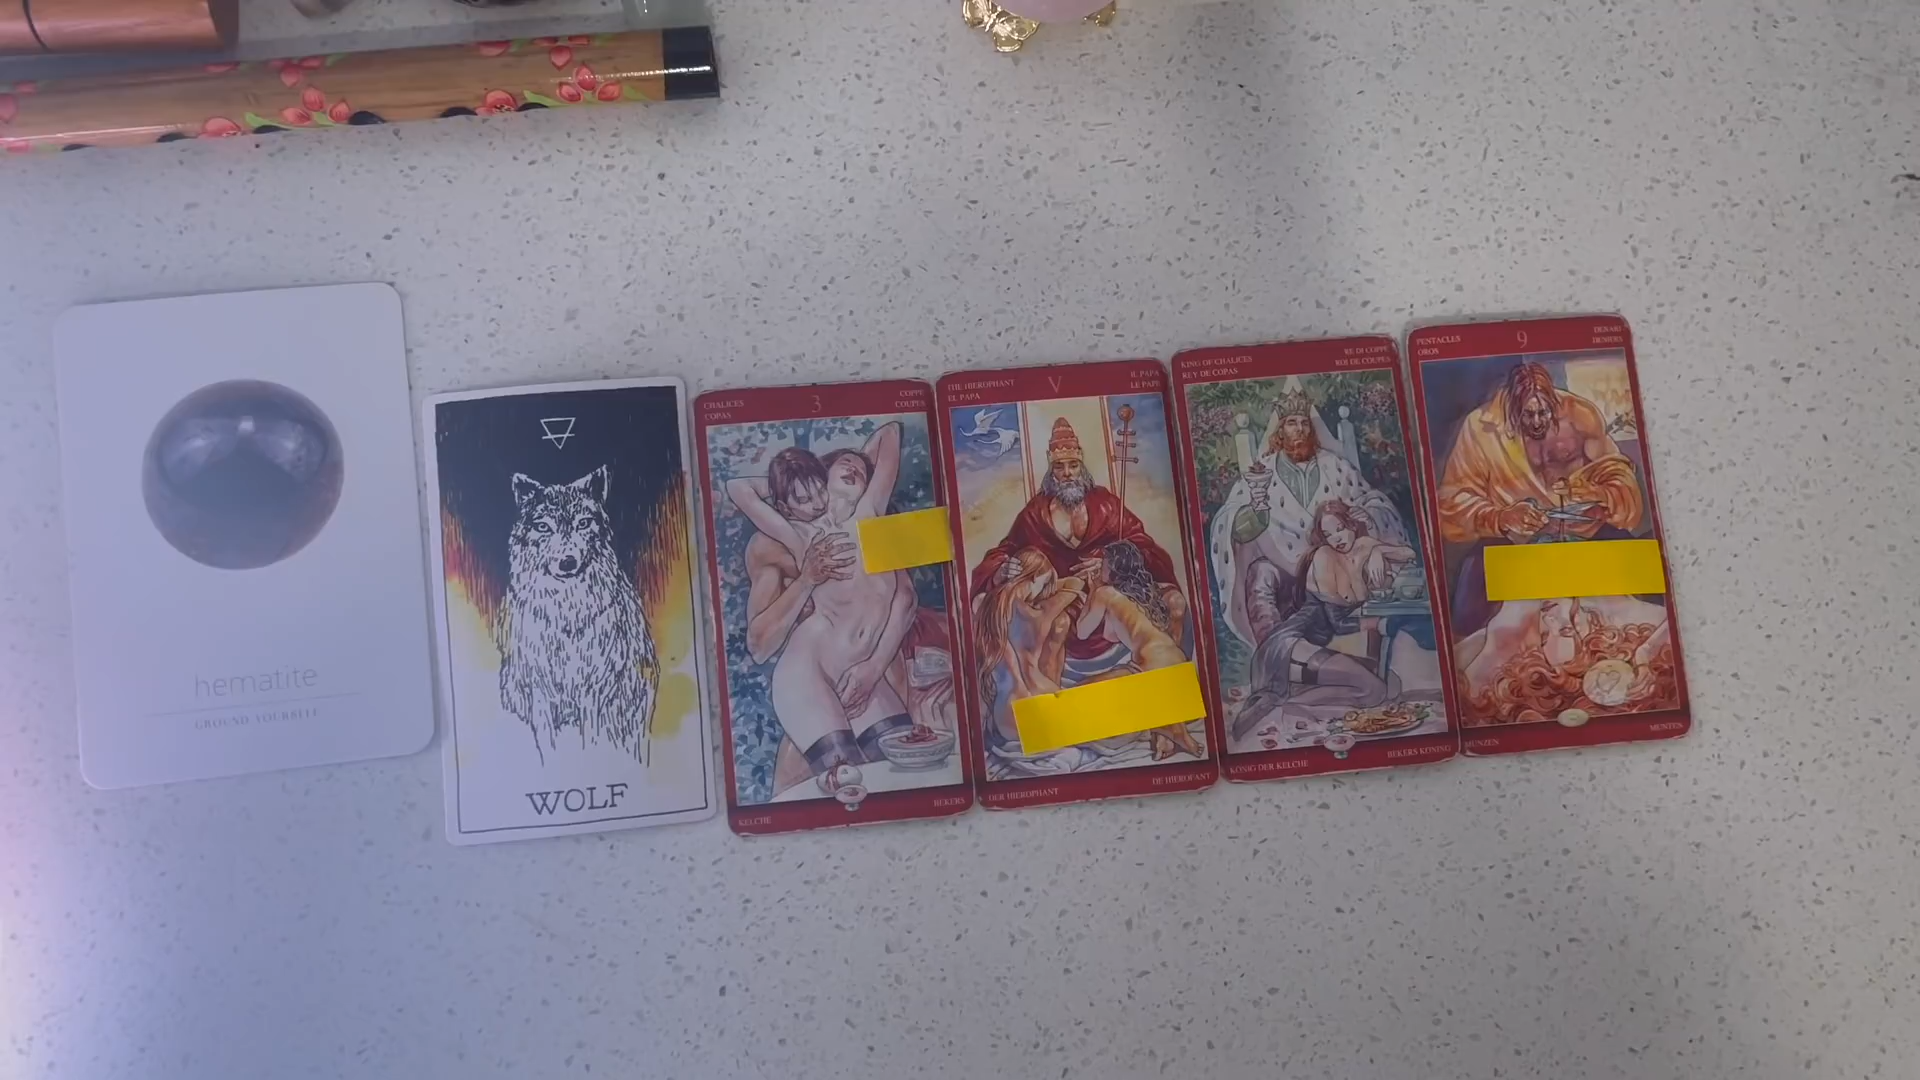 hematite
GROUND YOURSELF
WOLF
CHALICES
COPAS
3
COPPE
COUPES
KELCHE
BEKERS
THE HIEROPHANT
EL PAPA
V
IL PAPA
LE PAPE
DER HIEROPHANT
DE HIEROFANT
KING OF CHALICES
REY DE COPAS
RE DI COPPE
ROI DE COUPES
KÖNIG DER KELCHE
BEKERS KONING
PENTACLES
OROS
9
DENARI
DENIERS
MÜNZEN
MUNTEN